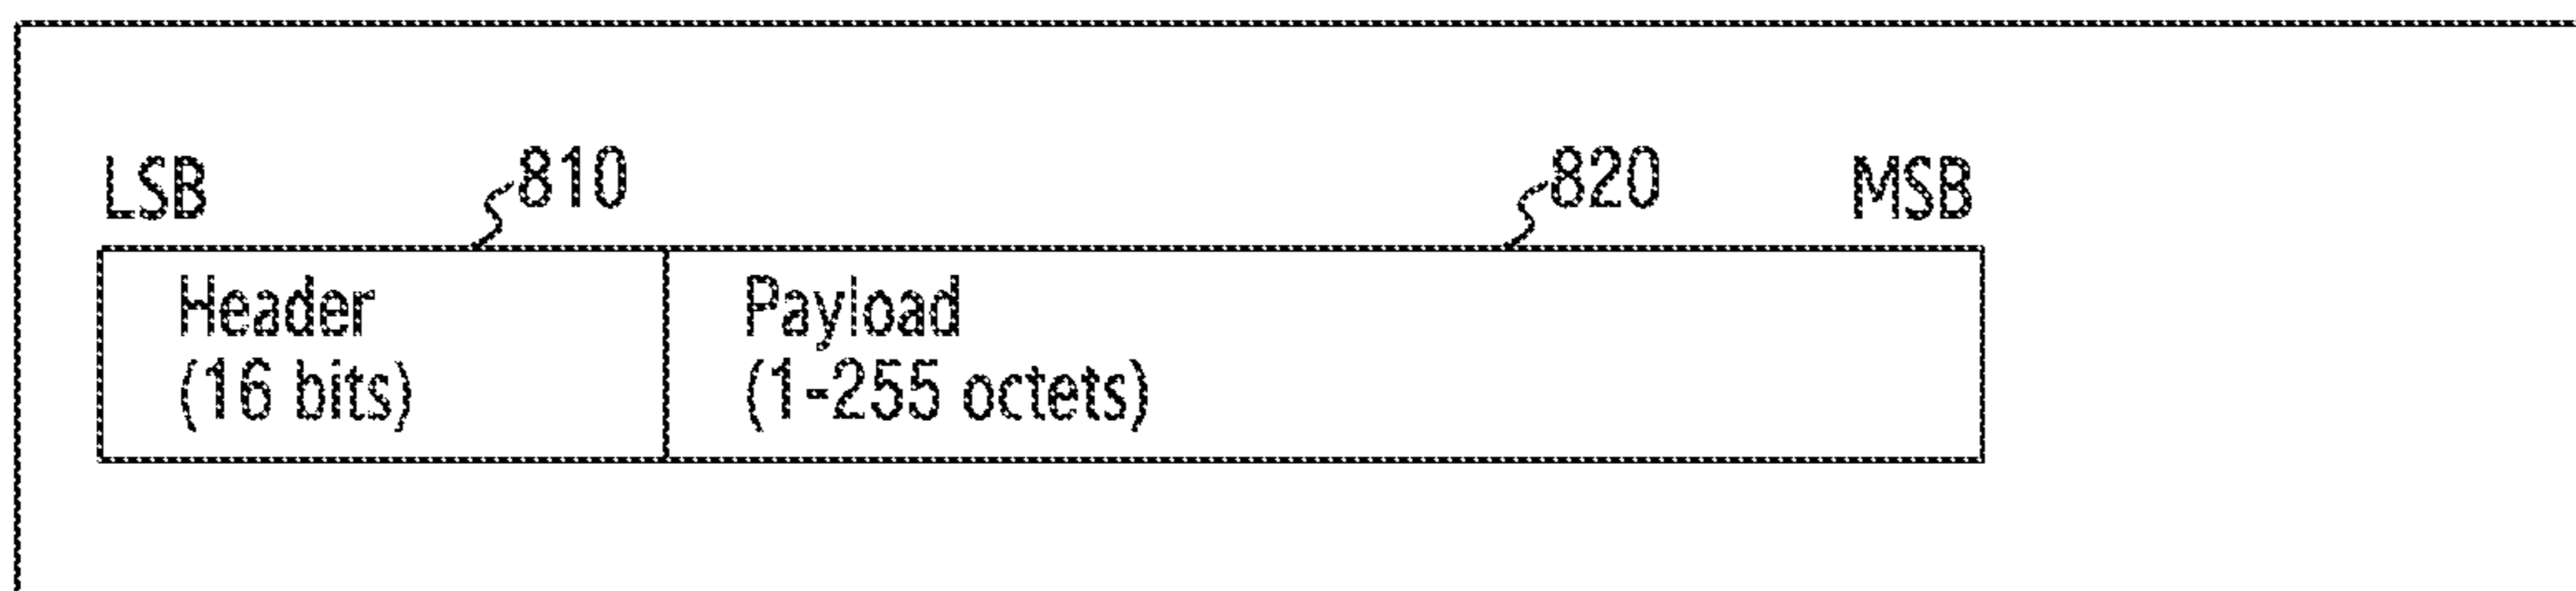 LSB 810 820 MSB
Header Payload
(16 bits) (1-255 octets)